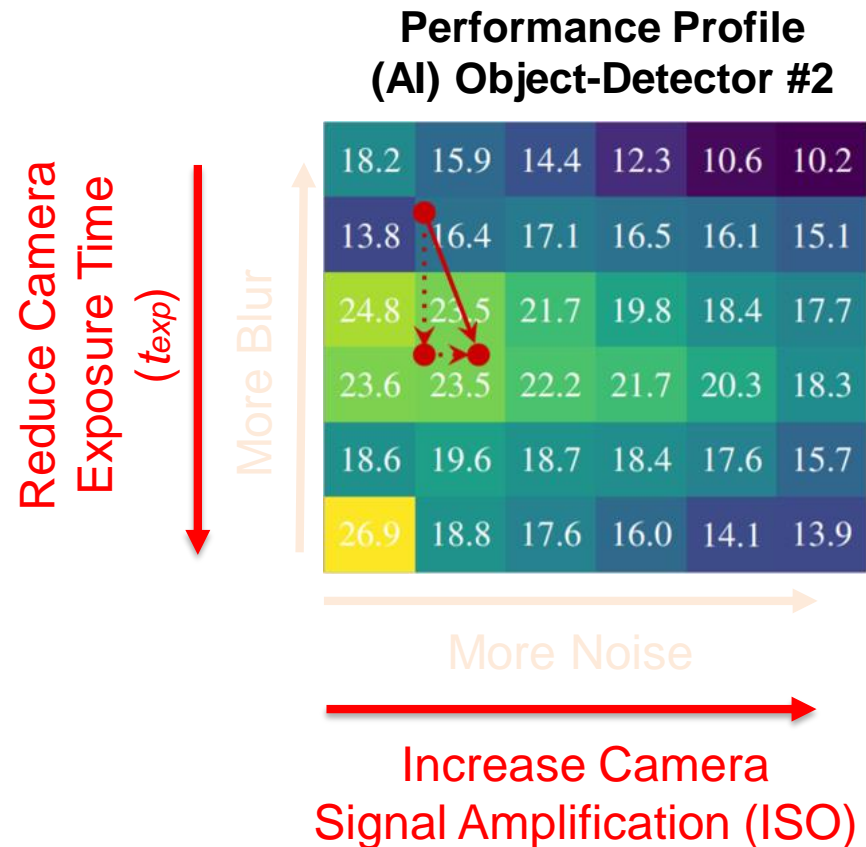 Performance Profile
(AI) Object-Detector #2
Reduce Camera
Exposure Time
(texp)
More Blur
18.2 15.9 14.4 12.3 10.6 10.2
13.8 16.4 17.1 16.5 16.1 15.1
24.8 23.5 21.7 19.8 18.4 17.7
23.6 23.5 22.2 21.7 20.3 18.3
18.6 19.6 18.7 18.4 17.6 15.7
26.9 18.8 17.6 16.0 14.1 13.9
More Noise
Increase Camera
Signal Amplification (ISO)